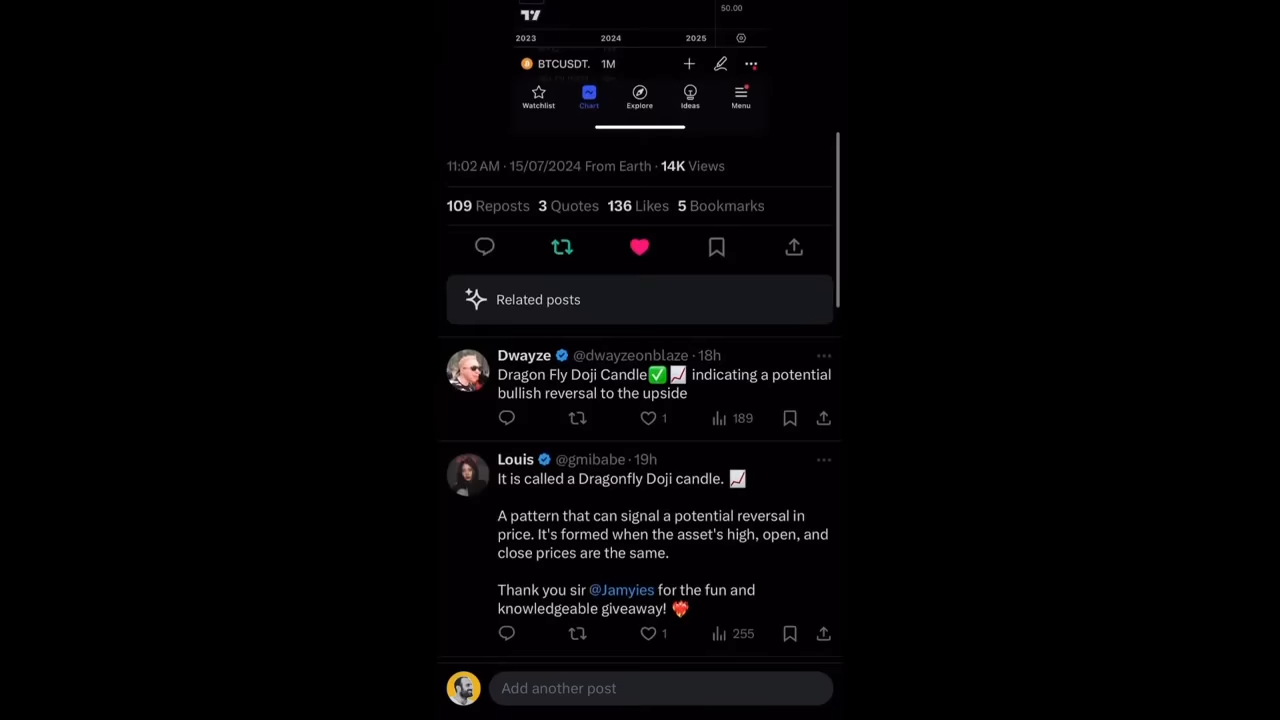 50.00
2023 2024 2025
BTCUSDT. 1M
Watchlist Chart Explore Ideas Menu
11:02 AM · 15/07/2024 From Earth · 14K Views
109 Reposts 3 Quotes 136 Likes 5 Bookmarks
Related posts
Dwayze @dwayzeonblaze · 18h
Dragon Fly Doji Candle✅📈 indicating a potential
bullish reversal to the upside
1 189
Louis @gmibabe · 19h
It is called a Dragonfly Doji candle. 📈
A pattern that can signal a potential reversal in
price. It's formed when the asset's high, open, and
close prices are the same.
Thank you sir @Jamyies for the fun and
knowledgeable giveaway! ❤️‍🔥
1 255
Add another post